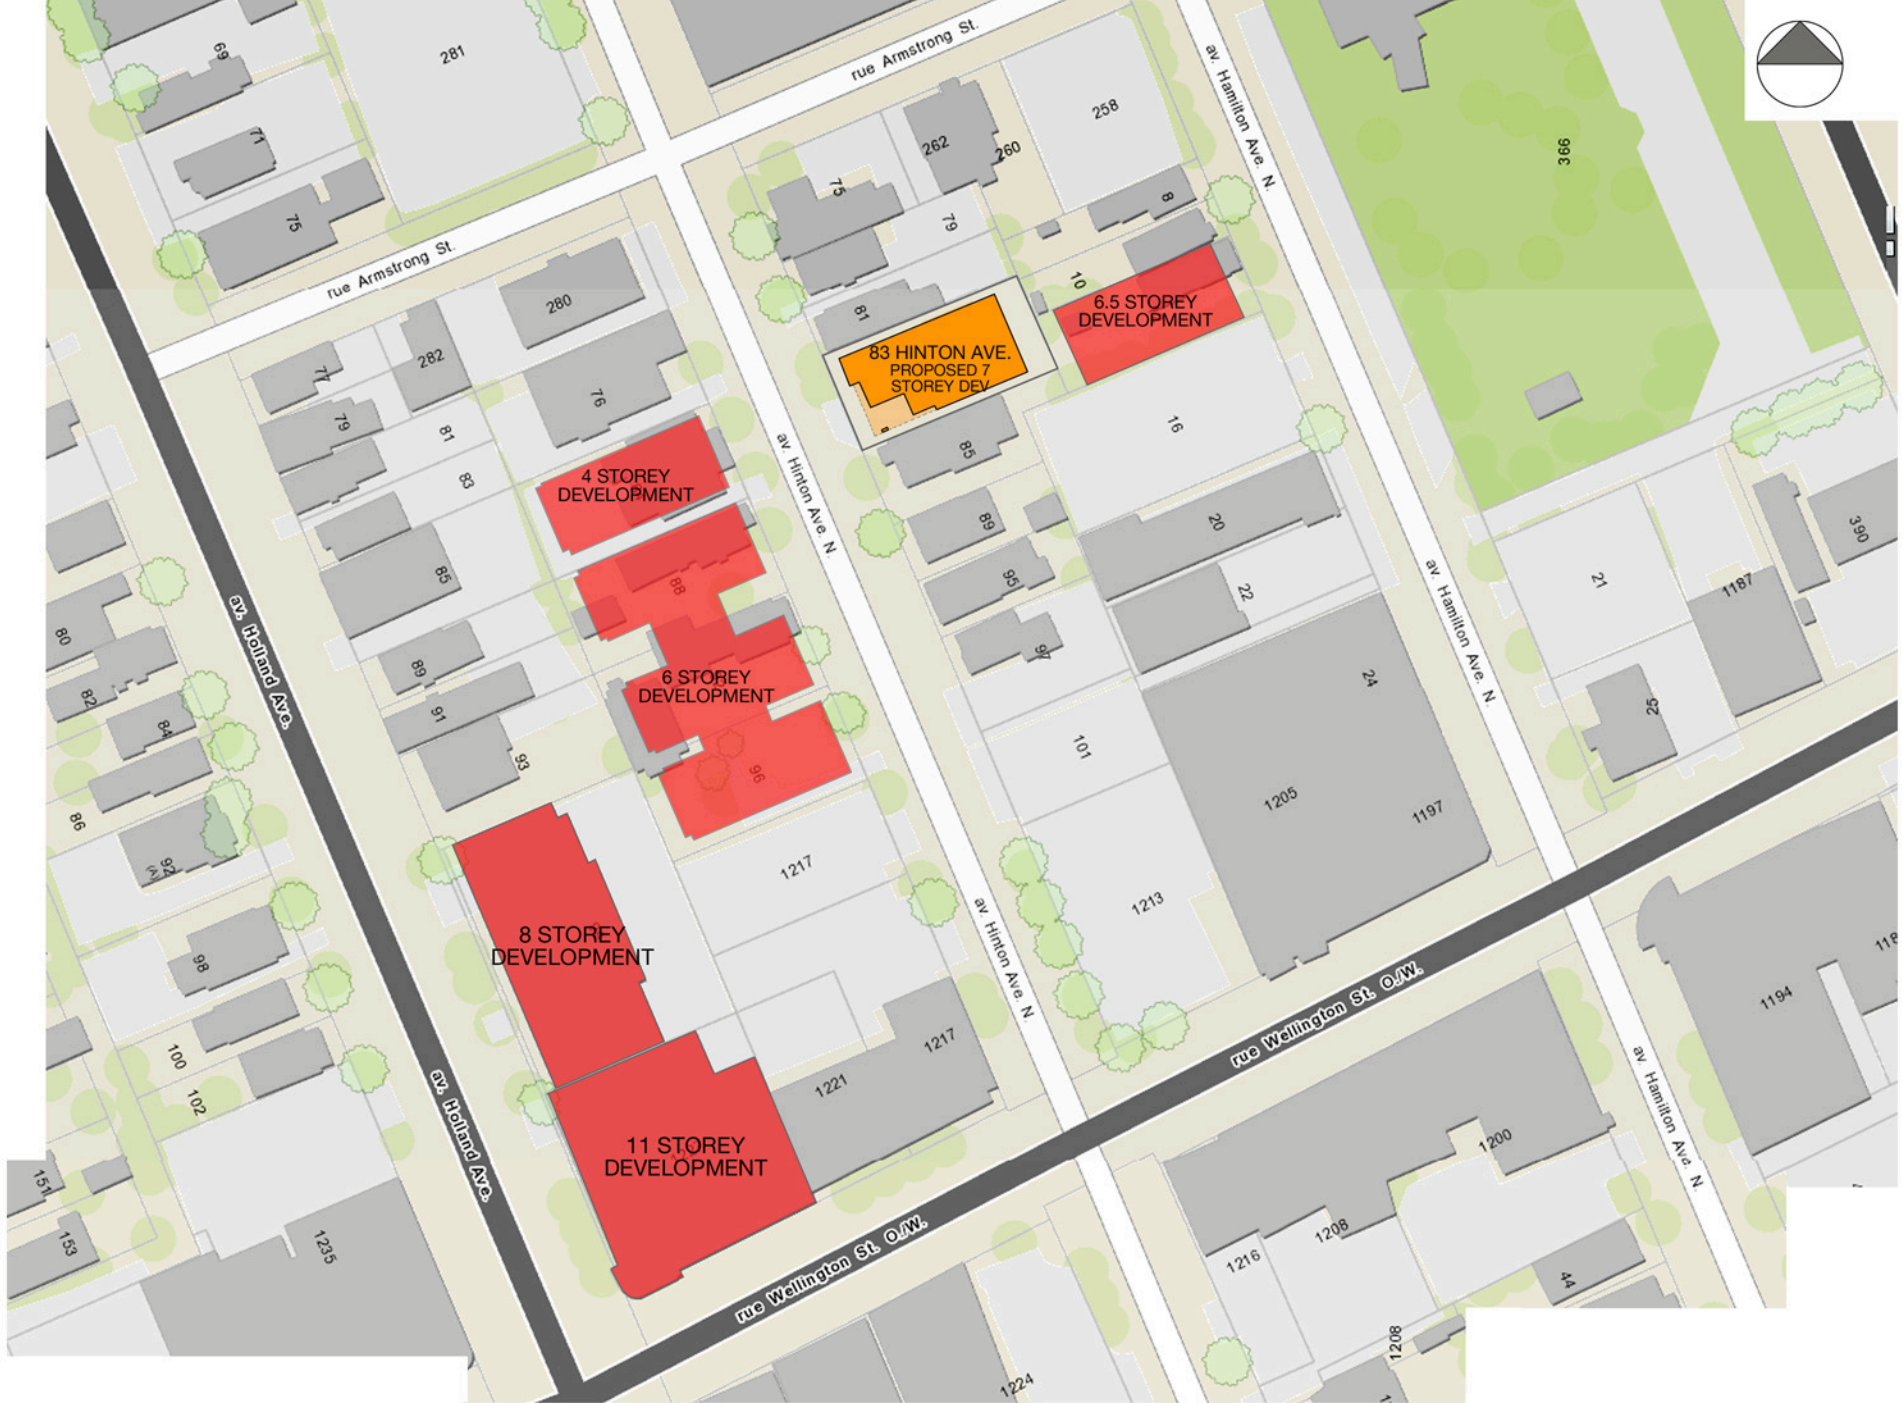 69
281
rue Armstrong St.
av. Hamilton Ave. N.
71
262
260
258
366
75
75
79
8
rue Armstrong St.
280
10
81
6.5 STOREY
DEVELOPMENT
83 HINTON AVE.
PROPOSED 7
STOREY DEV
282
77
76
79
81
83
16
85
av. Hinton Ave. N.
4 STOREY
DEVELOPMENT
89
20
390
85
95
22
21
1187
88
80
av. Holland Ave.
89
97
av. Hamilton Ave. N.
6 STOREY
DEVELOPMENT
82
84
91
93
24
25
101
96
86
92
(A)
1205
1197
1217
1213
8 STOREY
DEVELOPMENT
98
av. Hinton Ave. N.
118
1194
rue Wellington St. O./W.
100
102
1217
1221
av. Holland Ave.
11 STOREY
DEVELOPMENT
1200
av. Hamilton Ave. N.
151
153
1235
1208
1216
rue Wellington St. O./W.
44
1208
1224